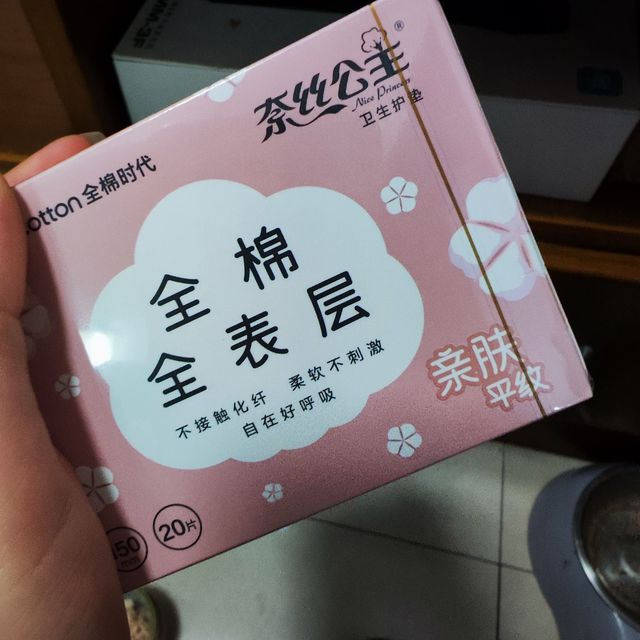 奈丝公主®
Nice Princess
卫生护垫
cotton 全棉时代
全棉
全表层
不接触化纤 柔软不刺激
自在好呼吸
亲肤
平纹
20片